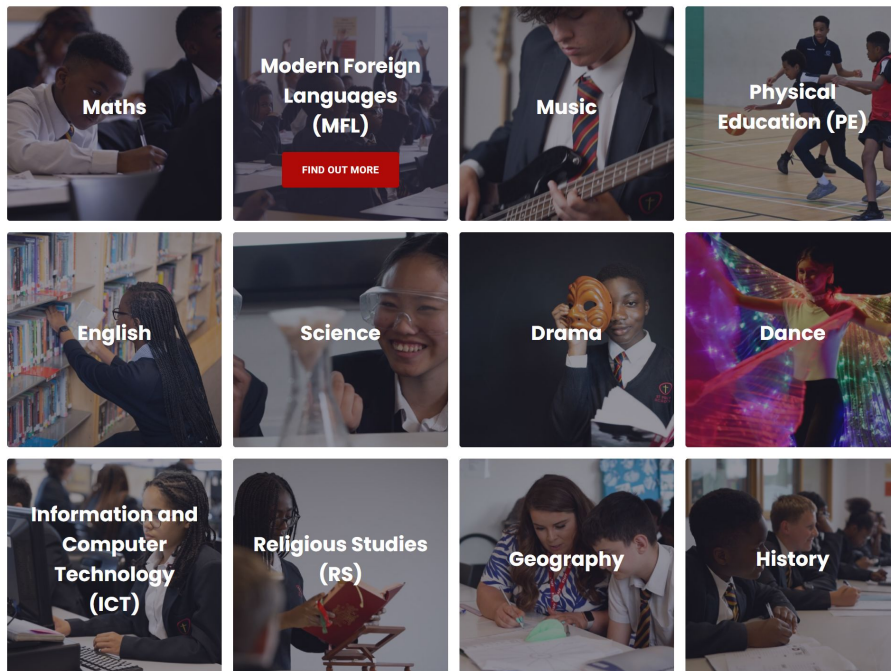 Maths
Modern Foreign
Languages
(MFL)
FIND OUT MORE
Music
Physical
Education (PE)
English
Science
Drama
Dance
Information and
Computer
Technology
(ICT)
Religious Studies
(RS)
Geography
History